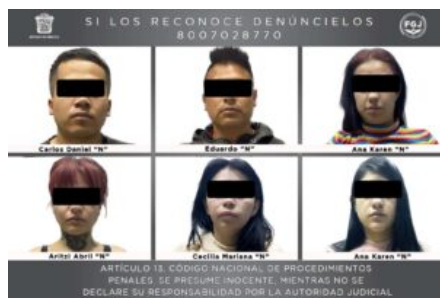 SI LOS RECONOCE DENÚNCIELOS
8007028770
FGJ
Carlos Daniel "N"
Eduardo "N"
Ana Karen "N"
Aritzi Abril "N"
Cecilia Mariana "N"
Ana Karen "N"
ARTÍCULO 13. CÓDIGO NACIONAL DE PROCEDIMIENTOS
PENALES: SE PRESUME INOCENTE, MIENTRAS NO SE
DECLARE SU RESPONSABILIDAD POR LA AUTORIDAD JUDICIAL